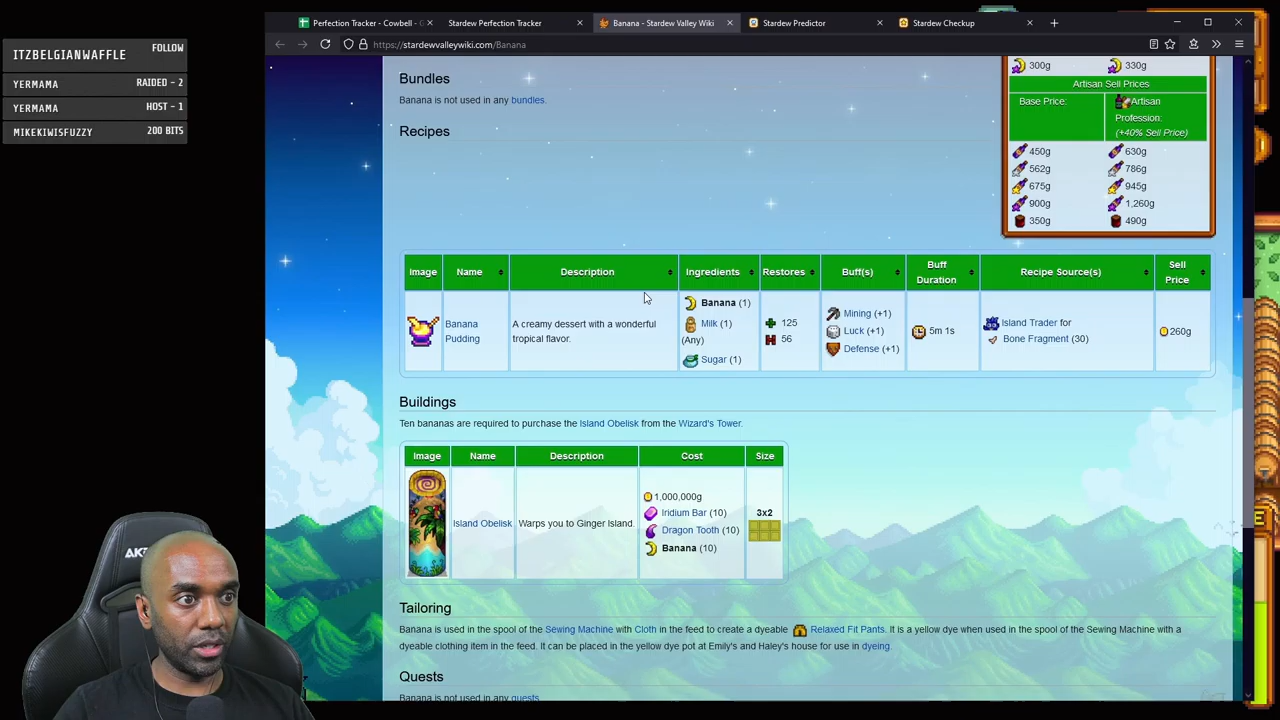 ITZBELGIANWAFFLE FOLLOW
YERMAMA RAIDED - 2
YERMAMA HOST - 1
MIKEKIWISFUZZY 200 BITS
Perfection Tracker - Cowbell - G
Stardew Perfection Tracker
Banana - Stardew Valley Wiki
Stardew Predictor
Stardew Checkup
https://stardewvalleywiki.com/Banana
300g 330g
Artisan Sell Prices
Base Price: Artisan
Profession:
(+40% Sell Price)
450g 630g
562g 786g
675g 945g
900g 1,260g
350g 490g
Bundles
Banana is not used in any bundles.
Recipes
Image Name Description Ingredients Restores Buff(s) Buff Duration Recipe Source(s) Sell Price
Banana Pudding
A creamy dessert with a wonderful
tropical flavor.
Banana (1)
Milk (1)
(Any)
Sugar (1)
125
56
Mining (+1)
Luck (+1)
Defense (+1)
5m 1s
Island Trader for
Bone Fragment (30)
260g
Buildings
Ten bananas are required to purchase the Island Obelisk from the Wizard's Tower.
Image Name Description Cost Size
Island Obelisk
Warps you to Ginger Island.
1,000,000g
Iridium Bar (10)
Dragon Tooth (10)
Banana (10)
3x2
Tailoring
Banana is used in the spool of the Sewing Machine with Cloth in the feed to create a dyeable Relaxed Fit Pants. It is a yellow dye when used in the spool of the Sewing Machine with a
dyeable clothing item in the feed. It can be placed in the yellow dye pot at Emily's and Haley's house for use in dyeing.
Quests
Banana is not used in any quests.